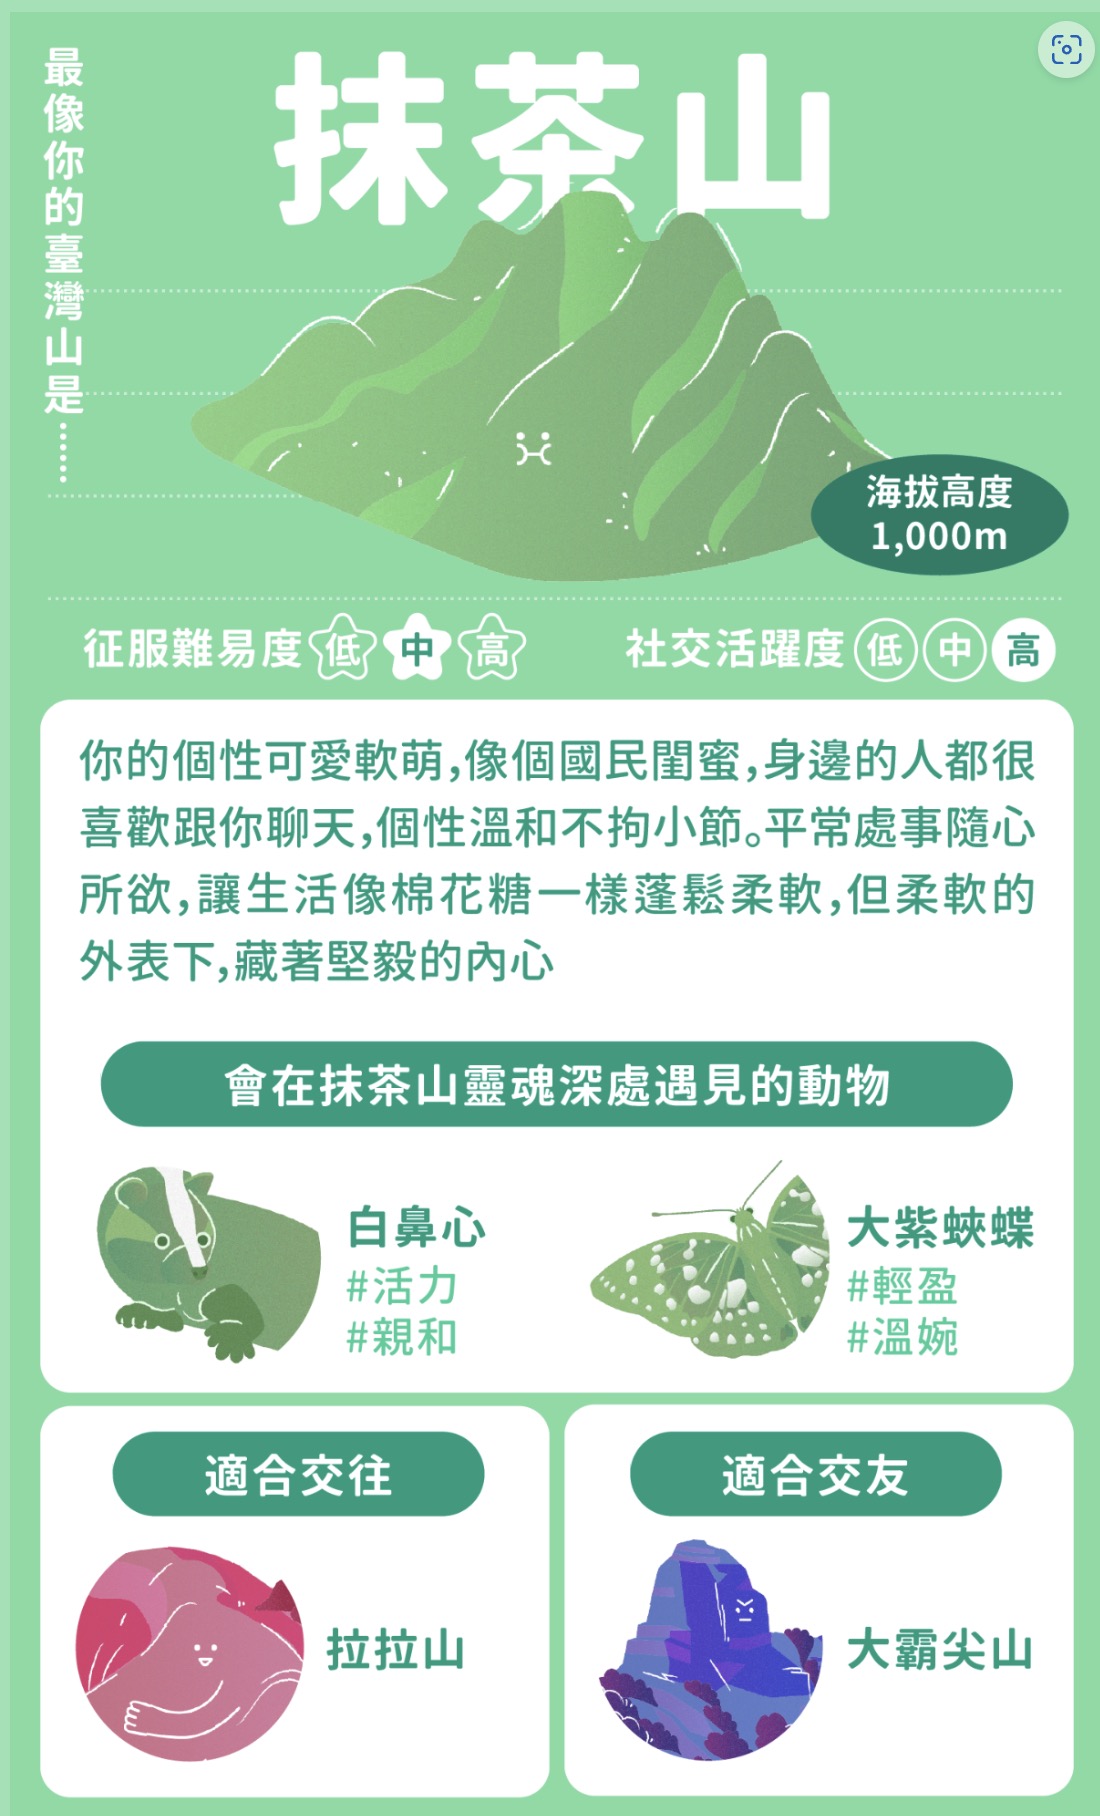 最像你的臺灣山是……
抹茶山
海拔高度
1,000m
征服難易度 低 中 高
社交活躍度 低 中 高
你的個性可愛軟萌,像個國民閨蜜,身邊的人都很
喜歡跟你聊天,個性溫和不拘小節。平常處事隨心
所欲,讓生活像棉花糖一樣蓬鬆柔軟,但柔軟的
外表下,藏著堅毅的內心
會在抹茶山靈魂深處遇見的動物
白鼻心
#活力
#親和
大紫蛺蝶
#輕盈
#溫婉
適合交往
拉拉山
適合交友
大霸尖山